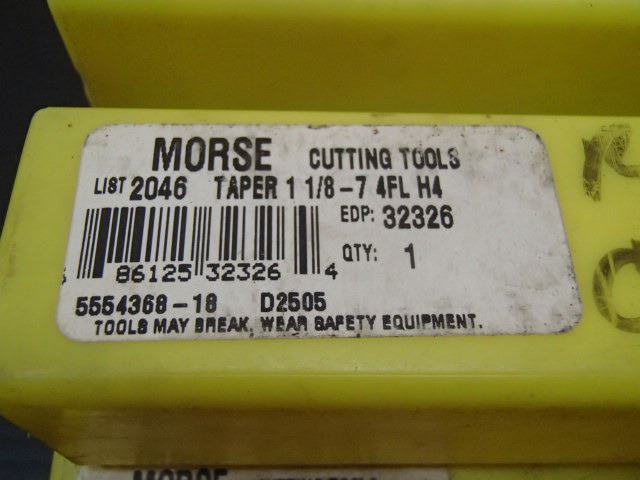 MORSE CUTTING TOOLS
LIST 2046 TAPER 1 1/8-7 4FL H4
EDP: 32326
QTY: 1
86125 32326 4
5554368-18 D2505
TOOLS MAY BREAK, WEAR SAFETY EQUIPMENT.
MORSE